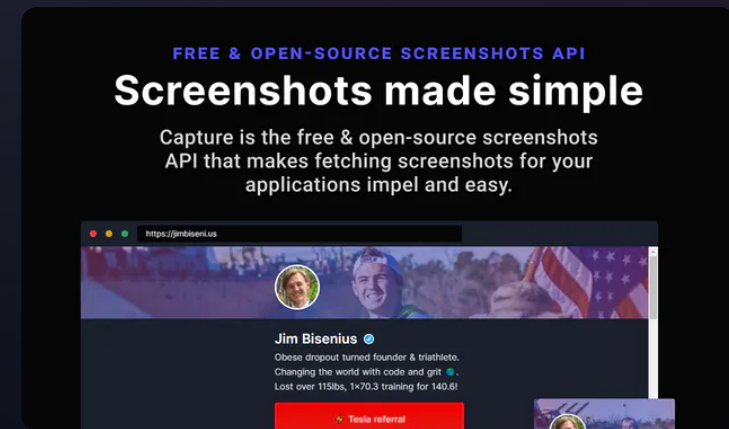 FREE & OPEN-SOURCE SCREENSHOTS API
Screenshots made simple
Capture is the free & open-source screenshots
API that makes fetching screenshots for your
applications impel and easy.
https://jimbiseni.us
Jim Bisenius
Obese dropout turned founder & triathlete.
Changing the world with code and grit 🌎.
Lost over 115lbs, 1×70.3 training for 140.6!
Tesla referral